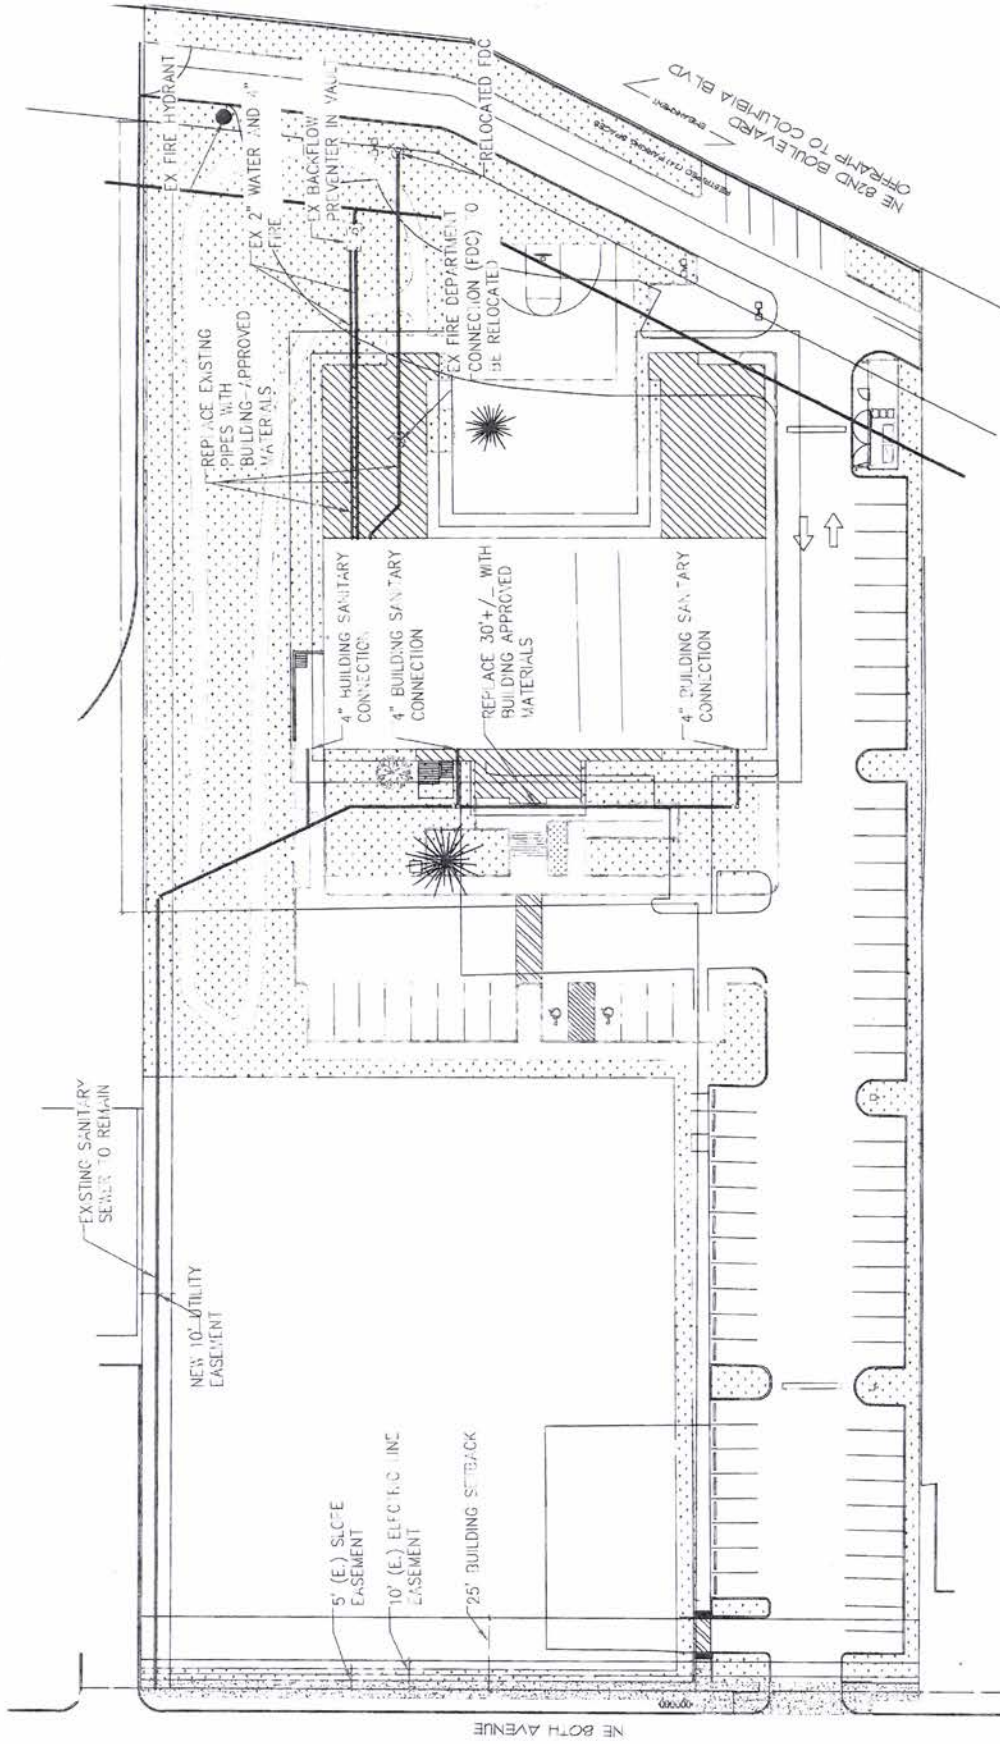 EX FIRE HYDRANT
EX 2" WATER AND 4"
FIRE
EX BACKFLOW
PREVENTER IN VAULT
RELOCATED FDC
REPLACE EXISTING
PIPES WITH
BUILDING-APPROVED
MATERIALS
EX FIRE DEPARTMENT
CONNECTION (FDC) TO
BE RELOCATED
NE 82ND BOULEVARD
OFFRAMP TO COLUMBIA BLVD
EASEMENT
4" BUILDING SANITARY
CONNECTION
4" BUILDING SANITARY
CONNECTION
REPLACE 30'+/_ WITH
BUILDING APPROVED
MATERIALS
4" BUILDING SANITARY
CONNECTION
EXISTING SANITARY
SEWER TO REMAIN
NEW 10' UTILITY
EASEMENT
5' (E.) SLOPE
EASEMENT
10' (E.) ELECTRIC LINE
EASEMENT
25' BUILDING SETBACK
NE 80TH AVENUE